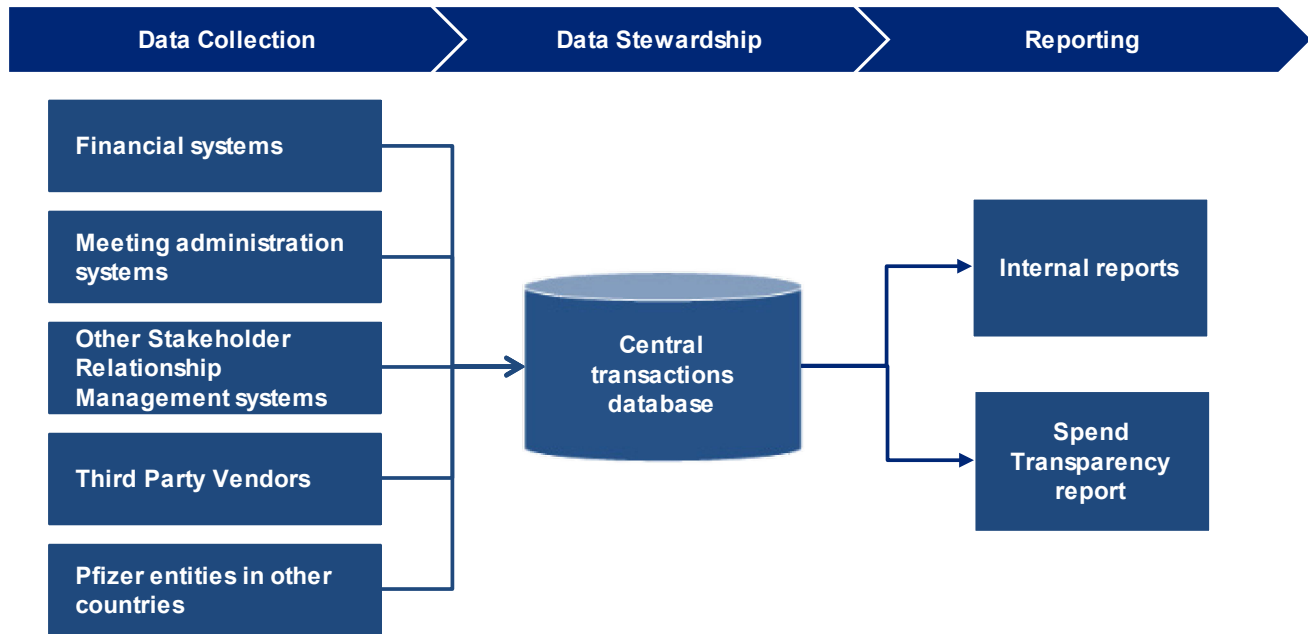 Data Collection
Data Stewardship
Reporting
Financial systems
Meeting administration
systems
Other Stakeholder
Relationship
Management systems
Third Party Vendors
Pfizer entities in other
countries
Central
transactions
database
Internal reports
Spend
Transparency
report